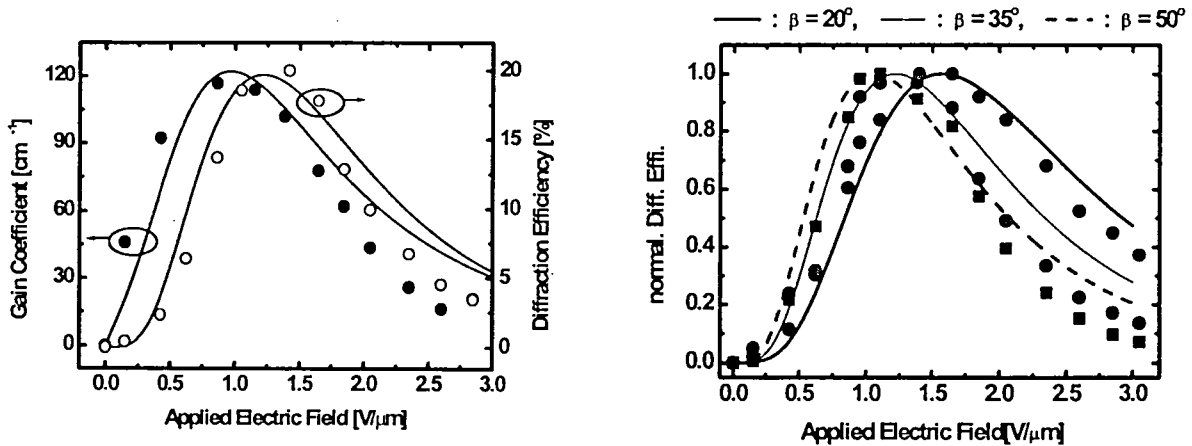 — : β = 20°, — : β = 35°, --- : β = 50°
Gain Coefficient [cm⁻¹]
120
90
60
30
0
0.0 0.5 1.0 1.5 2.0 2.5 3.0
Applied Electric Field [V/μm]
20
15
10
5
0
Diffraction Efficiency [%]
normal. Diff. Effi.
1.0
0.8
0.6
0.4
0.2
0.0
0.0 0.5 1.0 1.5 2.0 2.5 3.0
Applied Electric Field[V/μm]